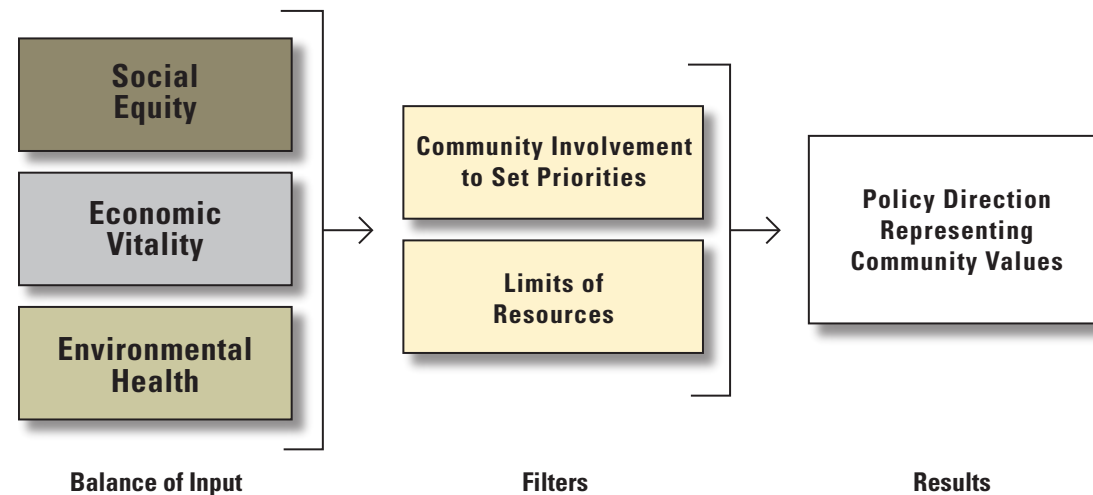 Social
Equity
Economic
Vitality
Environmental
Health
Balance of Input
Community Involvement
to Set Priorities
Limits of
Resources
Filters
Policy Direction
Representing
Community Values
Results